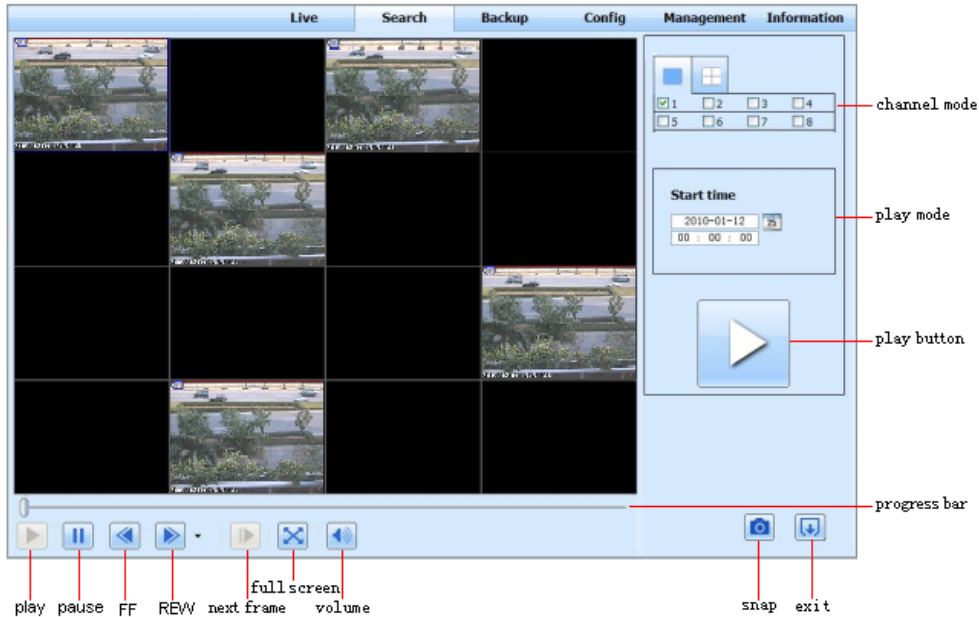 Live Search Backup Config Management Information
1 2 3 4
5 6 7 8
channel mode
Start time
2010-01-12
25
00 : 00 : 00
play mode
play button
progress bar
full screen
play pause FF REW next frame volume
snap exit